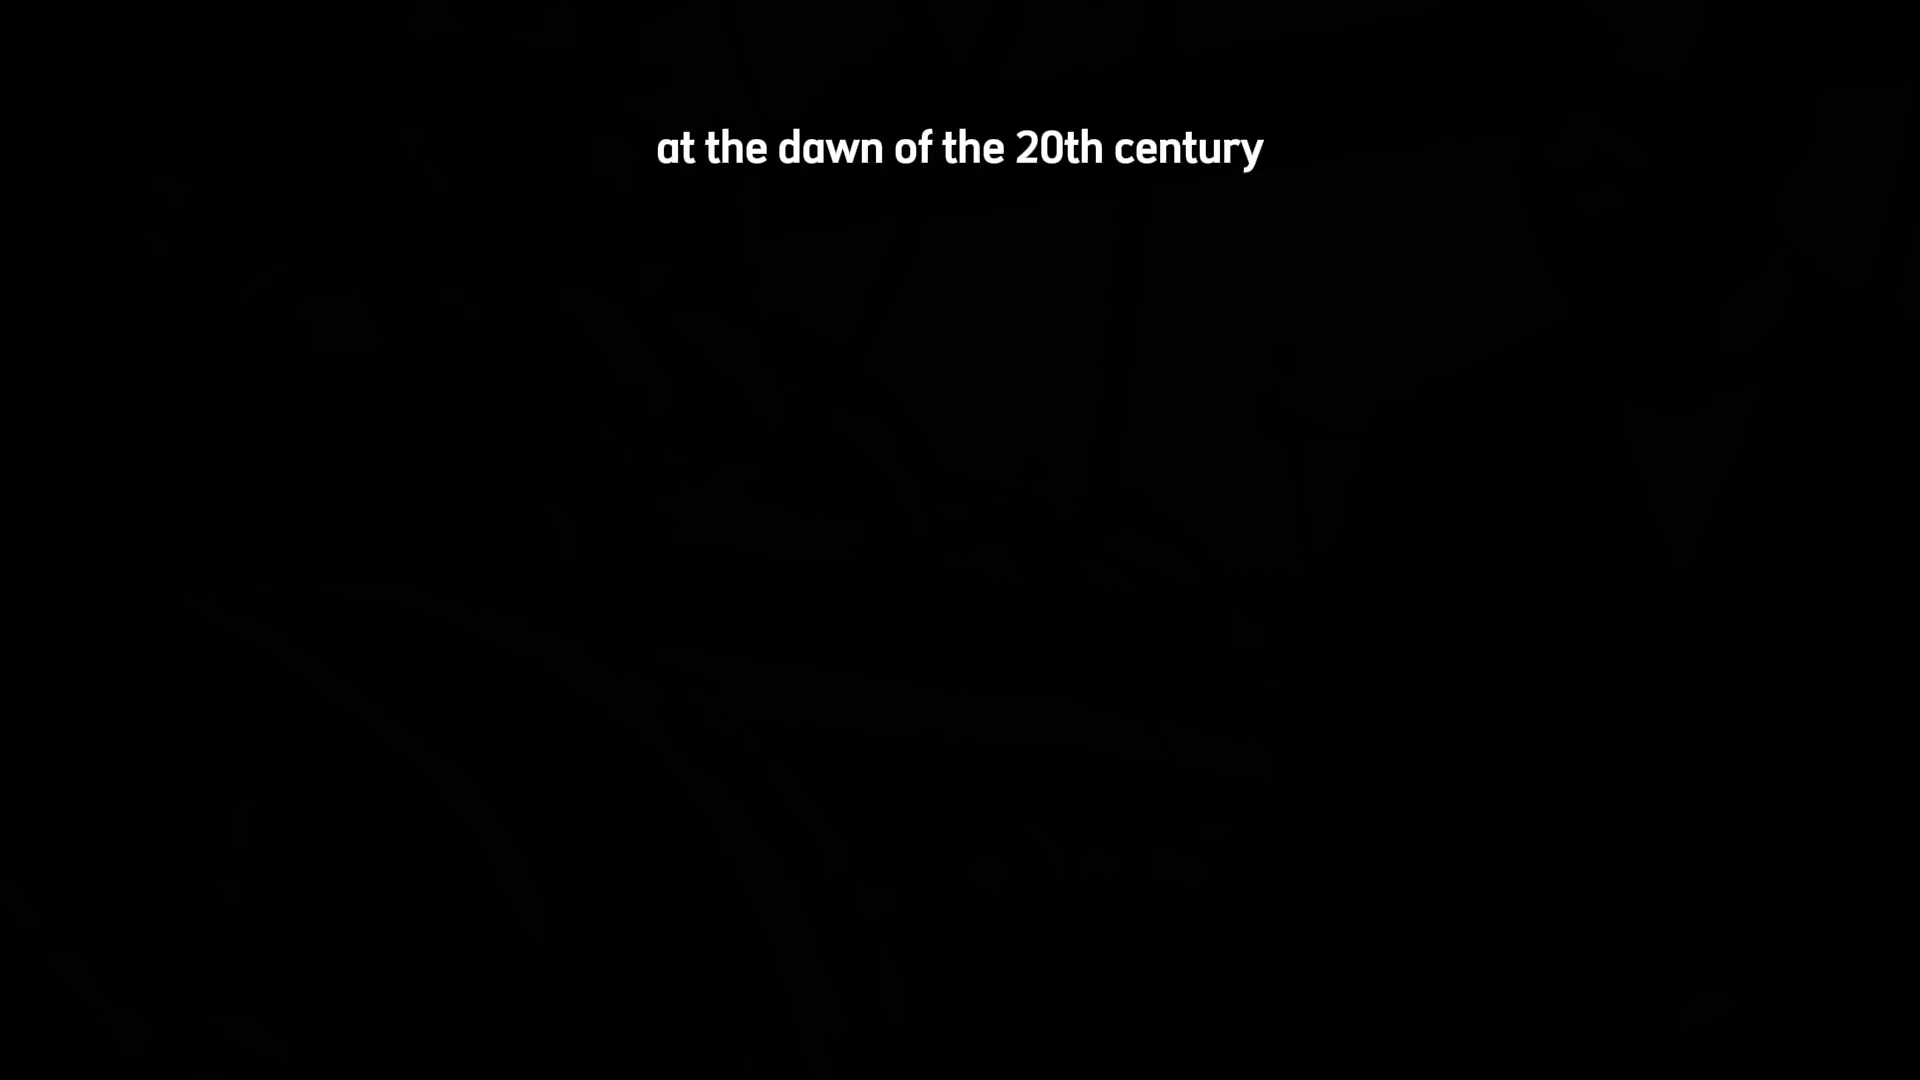 at the dawn of the 20th century